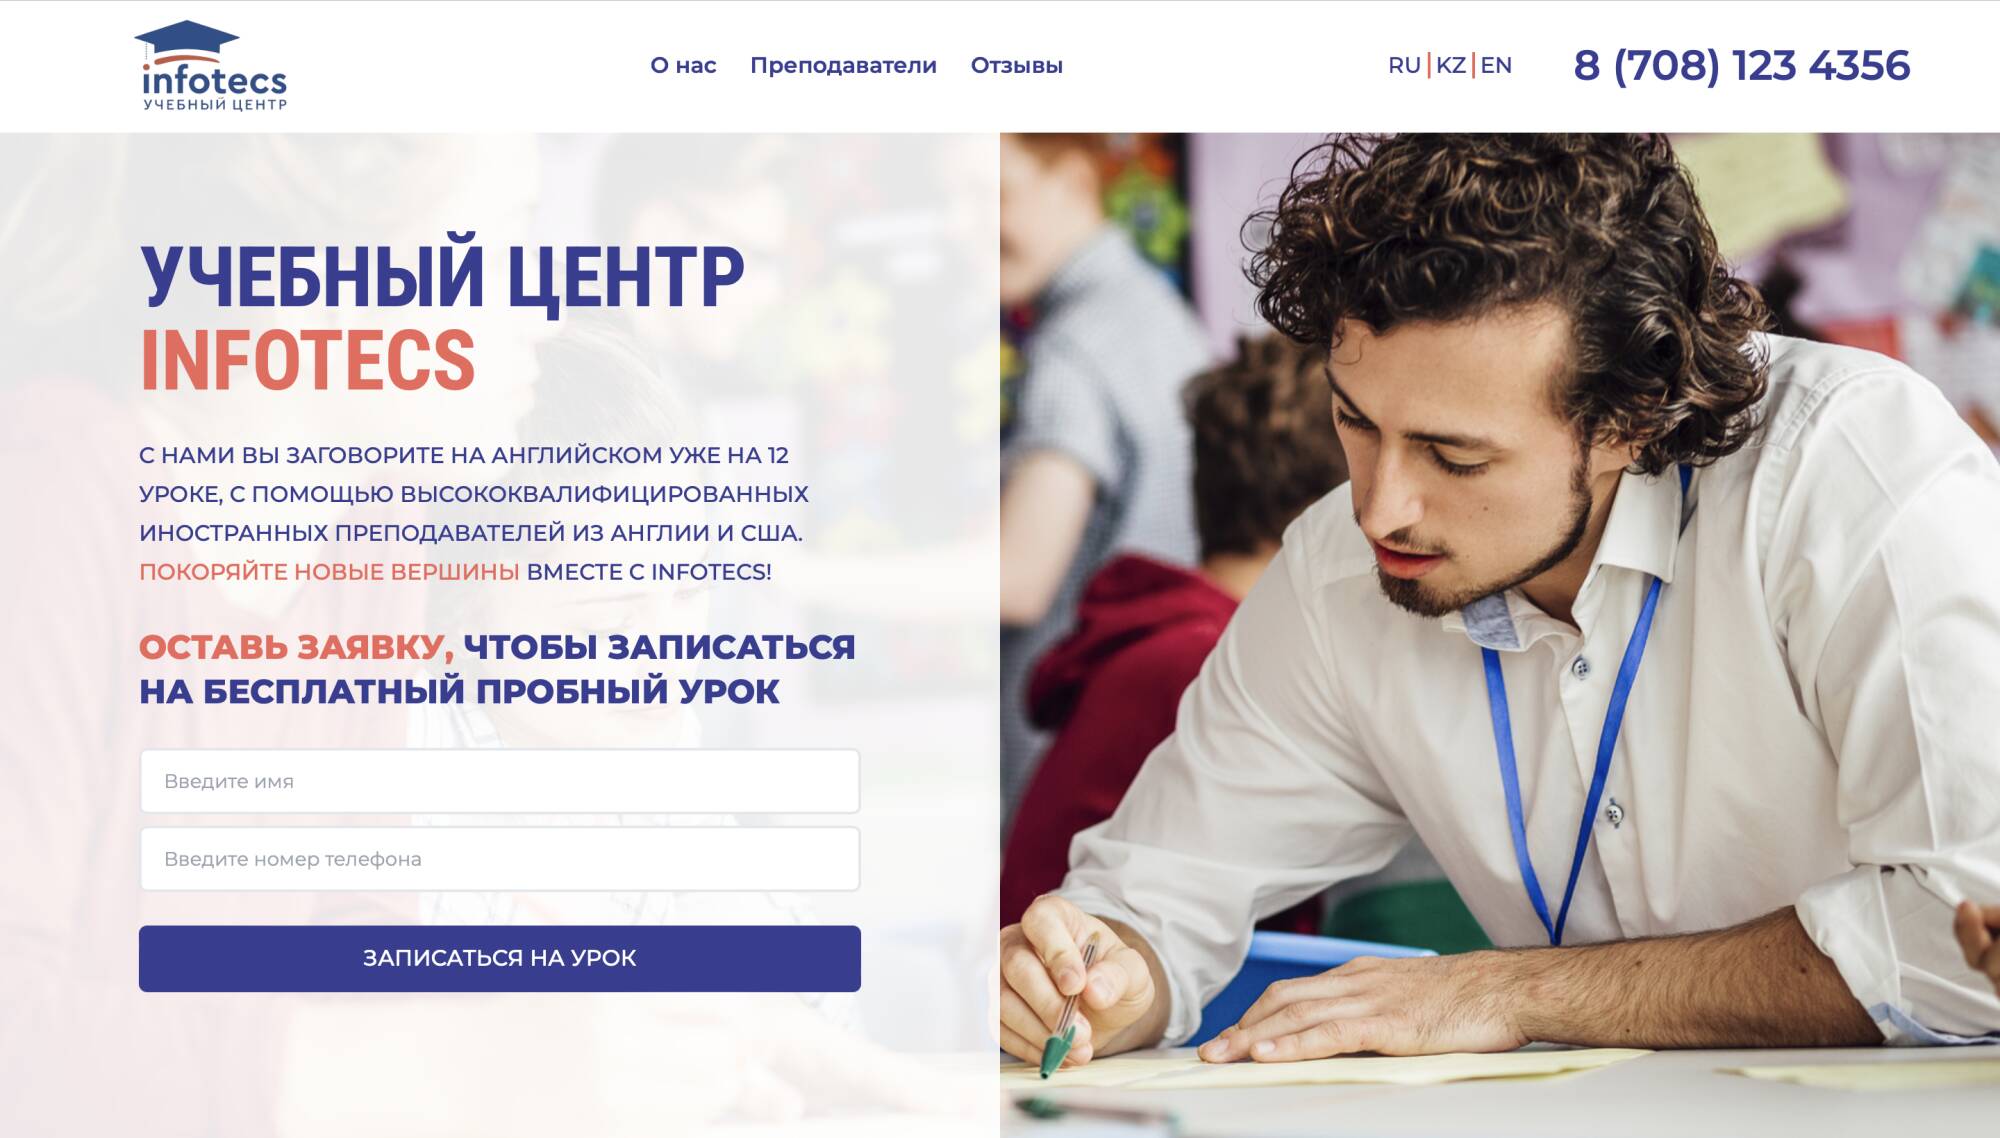 infotecs
УЧЕБНЫЙ ЦЕНТР
О нас Преподаватели Отзывы
RU|KZ|EN
8 (708) 123 4356
УЧЕБНЫЙ ЦЕНТР
INFOTECS
С НАМИ ВЫ ЗАГОВОРИТЕ НА АНГЛИЙСКОМ УЖЕ НА 12
УРОКЕ, С ПОМОЩЬЮ ВЫСОКОКВАЛИФИЦИРОВАННЫХ
ИНОСТРАННЫХ ПРЕПОДАВАТЕЛЕЙ ИЗ АНГЛИИ И США.
ПОКОРЯЙТЕ НОВЫЕ ВЕРШИНЫ ВМЕСТЕ С INFOTECS!
ОСТАВЬ ЗАЯВКУ, ЧТОБЫ ЗАПИСАТЬСЯ
НА БЕСПЛАТНЫЙ ПРОБНЫЙ УРОК
Введите имя
Введите номер телефона
ЗАПИСАТЬСЯ НА УРОК